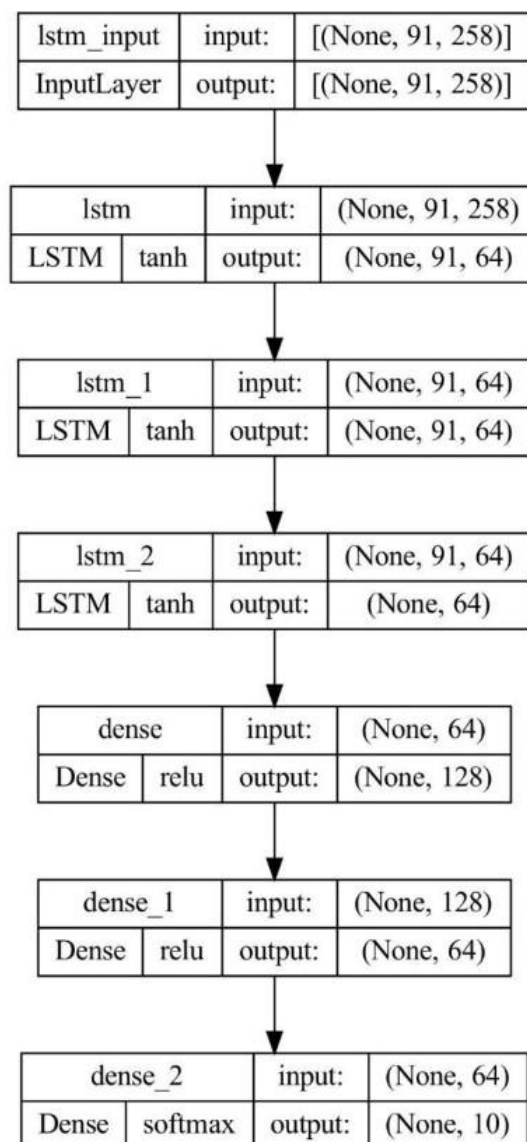 lstm_input input: [(None, 91, 258)]
InputLayer output: [(None, 91, 258)]
lstm input: (None, 91, 258)
LSTM tanh output: (None, 91, 64)
lstm_1 input: (None, 91, 64)
LSTM tanh output: (None, 91, 64)
lstm_2 input: (None, 91, 64)
LSTM tanh output: (None, 64)
dense input: (None, 64)
Dense relu output: (None, 128)
dense_1 input: (None, 128)
Dense relu output: (None, 64)
dense_2 input: (None, 64)
Dense softmax output: (None, 10)